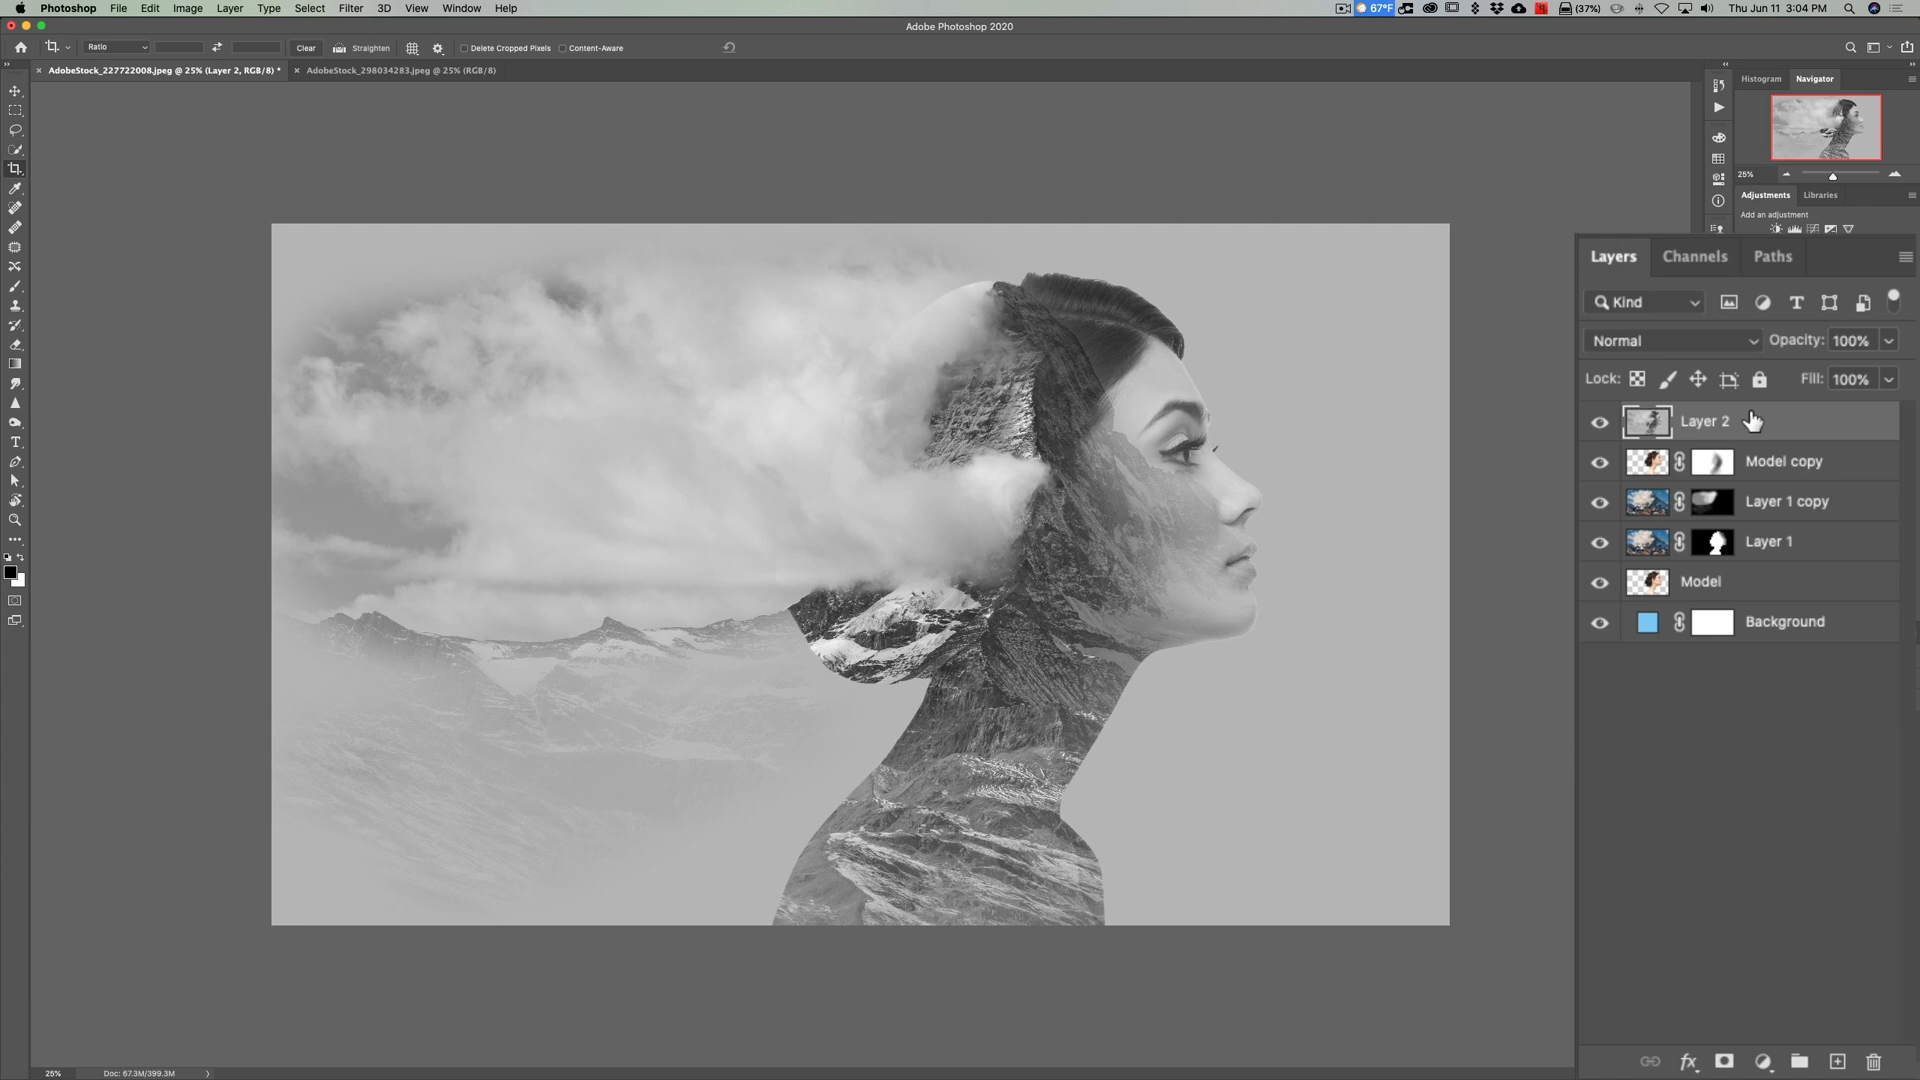 Photoshop File Edit Image Layer Type Select Filter 3D View Window Help 67°F (37%) Thu Jun 11 3:04 PM
Adobe Photoshop 2020
Ratio Clear Straighten Delete Cropped Pixels Content-Aware
AdobeStock_227722008.jpeg @ 25% (Layer 2, RGB/8) * AdobeStock_298034283.jpeg @ 25% (RGB/8)
Histogram Navigator
25%
Adjustments Libraries
Add an adjustment
Layers Channels Paths
Kind
Normal Opacity: 100%
Lock: Fill: 100%
Layer 2
Model copy
Layer 1 copy
Layer 1
Model
Background
25% Doc: 67.3M/399.3M